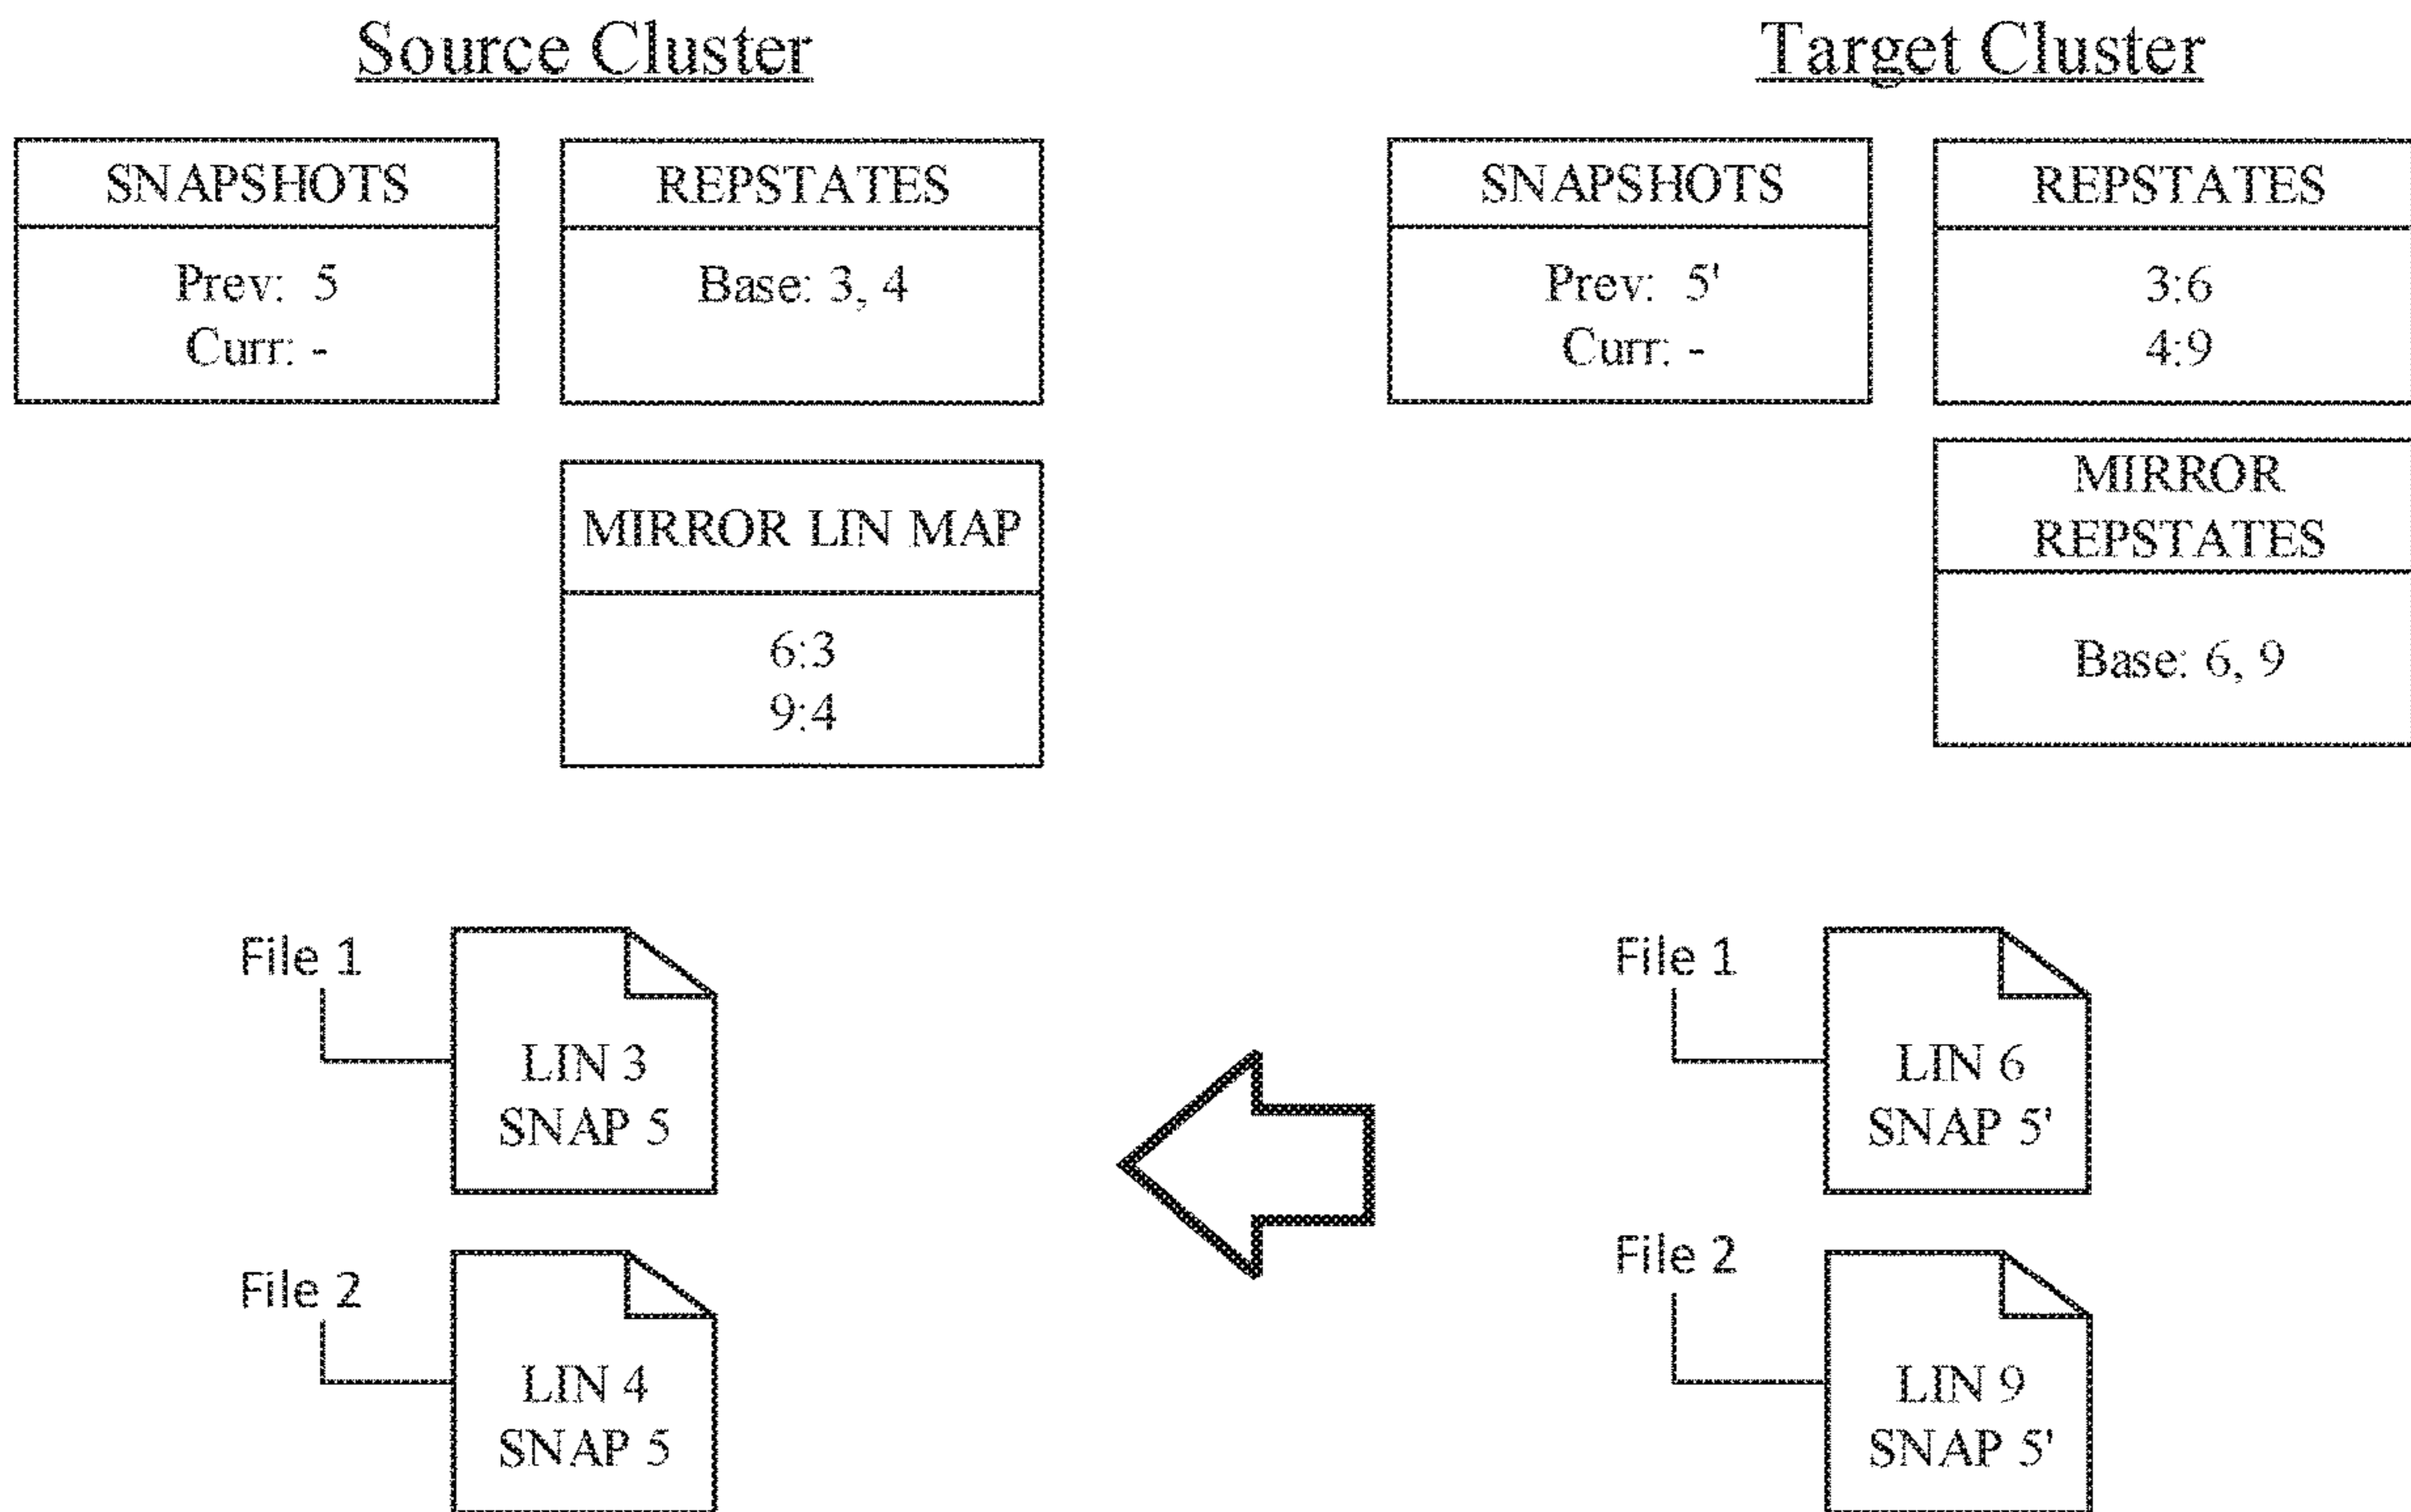 Source Cluster
Target Cluster
SNAPSHOTS
Prev: 5
Curr: -
REPSTATES
Base: 3, 4
MIRROR LIN MAP
6:3
9:4
SNAPSHOTS
Prev: 5'
Curr: -
REPSTATES
3:6
4:9
MIRROR
REPSTATES
Base: 6, 9
File 1
LIN 3
SNAP 5
File 2
LIN 4
SNAP 5
File 1
LIN 6
SNAP 5'
File 2
LIN 9
SNAP 5'